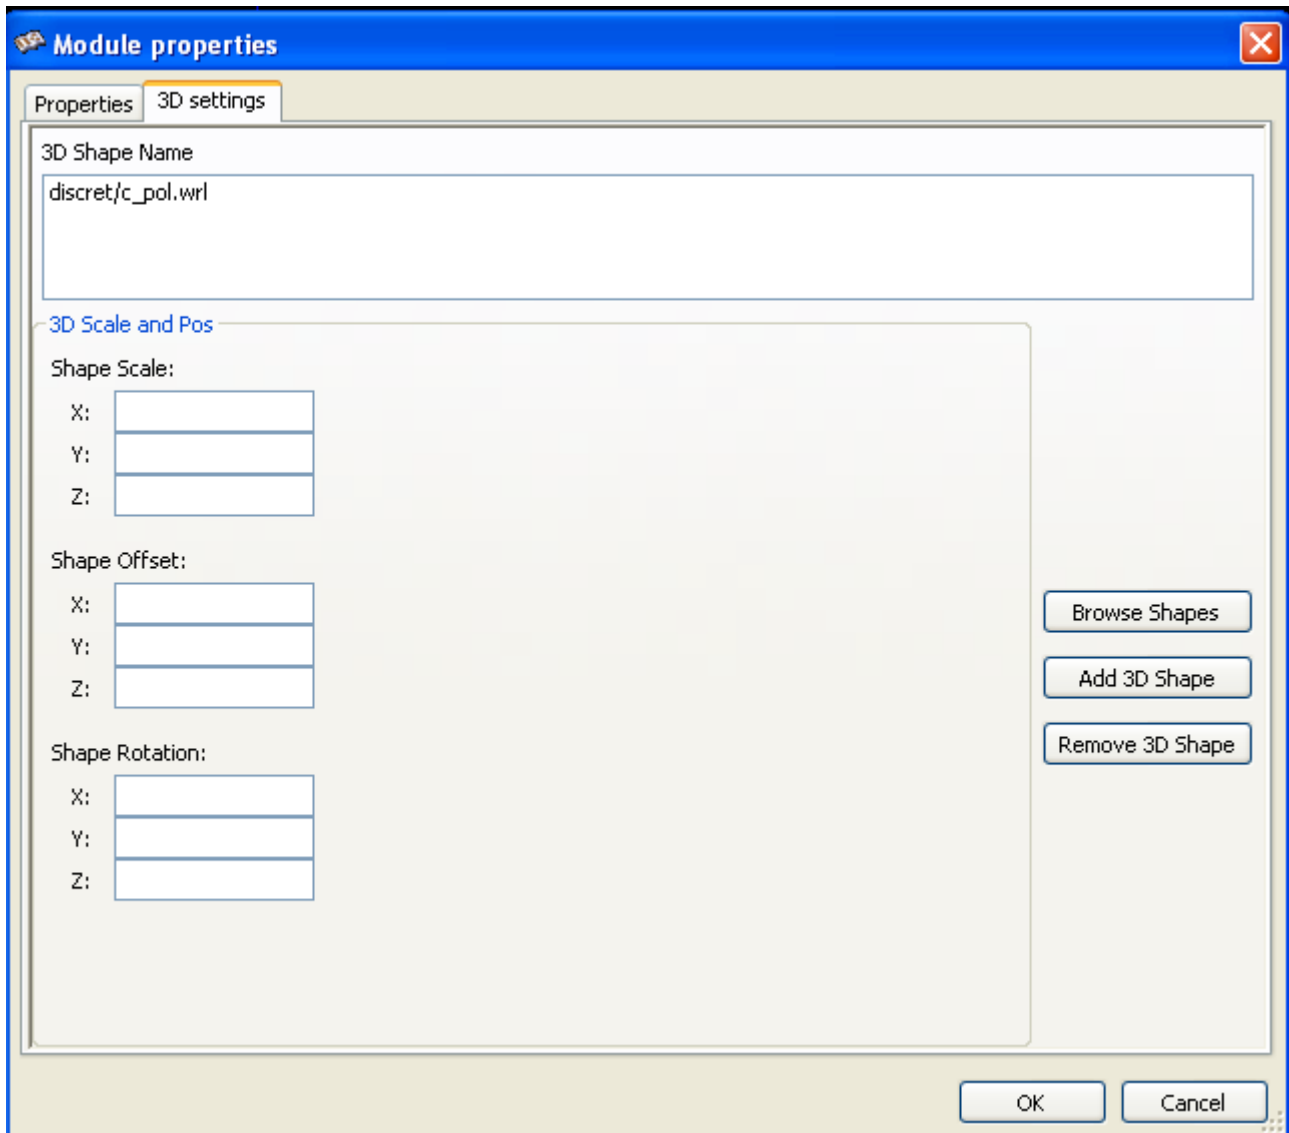 Module properties
Properties
3D settings
3D Shape Name
discret/c_pol.wrl
3D Scale and Pos
Shape Scale:
X:
Y:
Z:
Shape Offset:
X:
Y:
Z:
Browse Shapes
Add 3D Shape
Remove 3D Shape
Shape Rotation:
X:
Y:
Z:
OK
Cancel